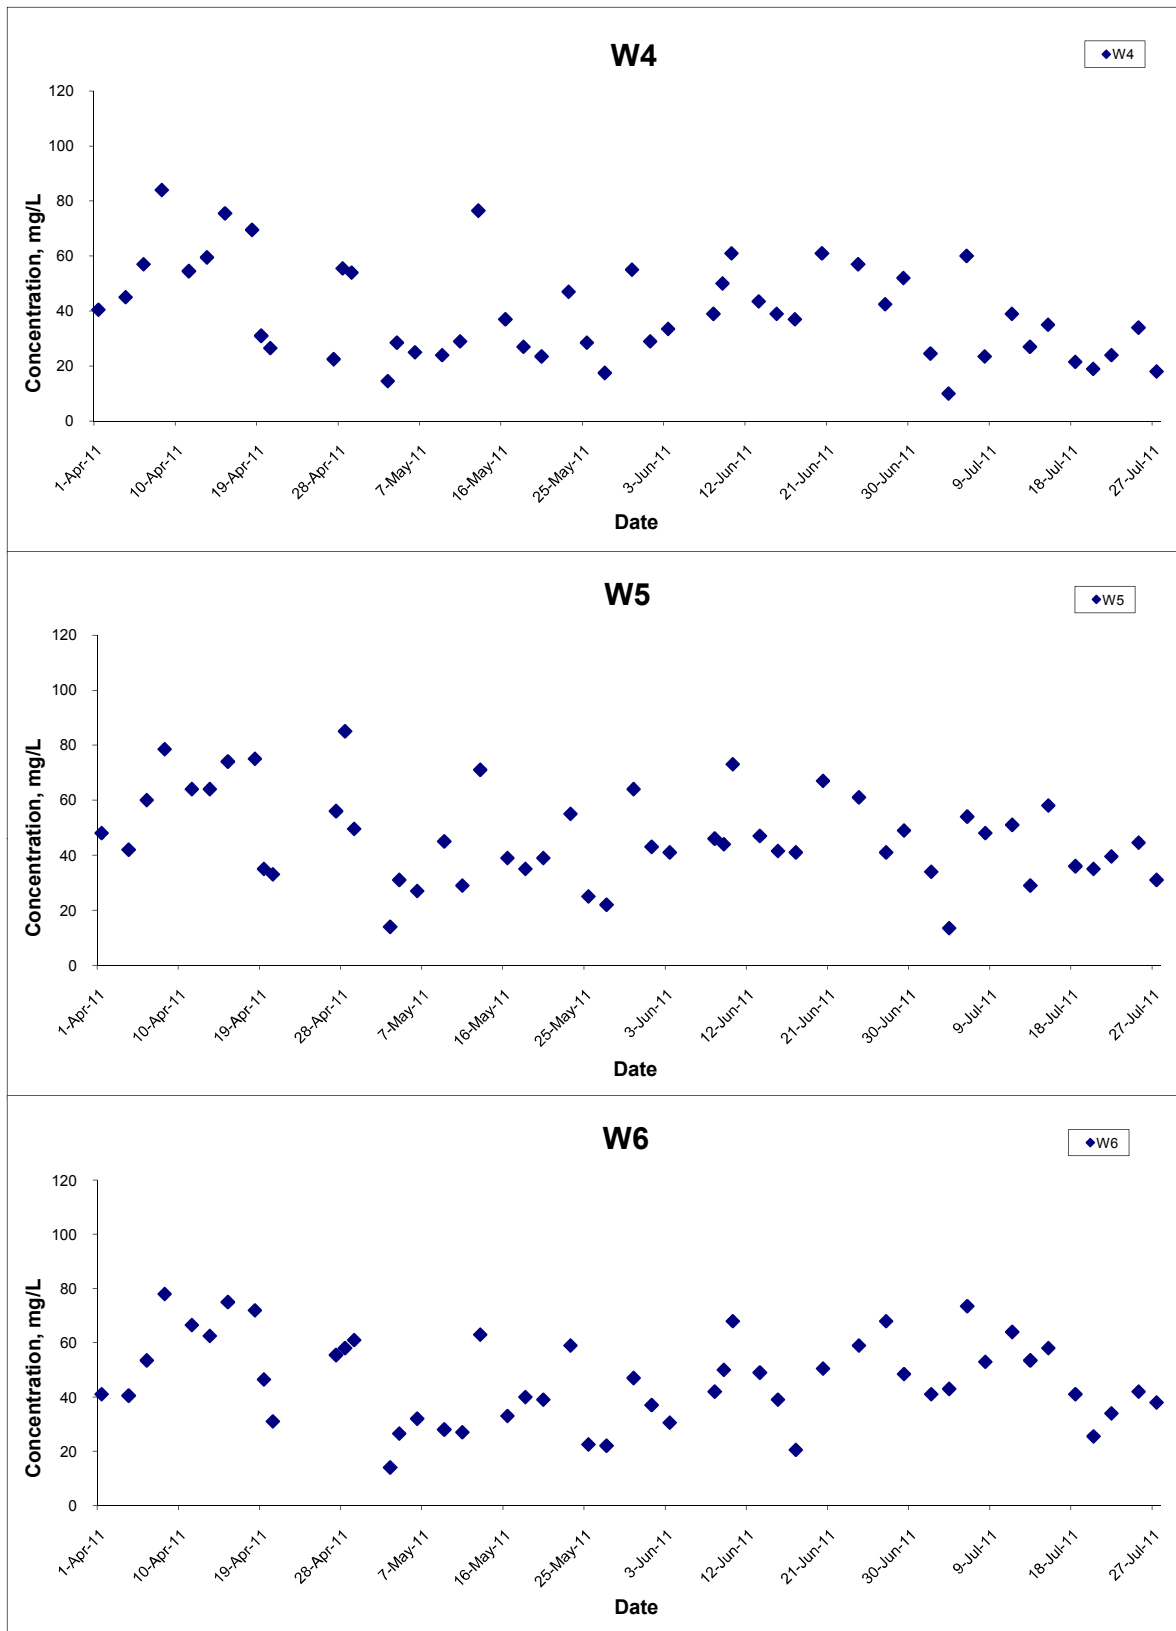 W4
W4
120
100
80
60
40
20
0
Concentration, mg/L
1-Apr-11
10-Apr-11
19-Apr-11
28-Apr-11
7-May-11
16-May-11
25-May-11
3-Jun-11
12-Jun-11
21-Jun-11
30-Jun-11
9-Jul-11
18-Jul-11
27-Jul-11
Date
W5
W5
120
100
80
60
40
20
0
Concentration, mg/L
1-Apr-11
10-Apr-11
19-Apr-11
28-Apr-11
7-May-11
16-May-11
25-May-11
3-Jun-11
12-Jun-11
21-Jun-11
30-Jun-11
9-Jul-11
18-Jul-11
27-Jul-11
Date
W6
W6
120
100
80
60
40
20
0
Concentration, mg/L
1-Apr-11
10-Apr-11
19-Apr-11
28-Apr-11
7-May-11
16-May-11
25-May-11
3-Jun-11
12-Jun-11
21-Jun-11
30-Jun-11
9-Jul-11
18-Jul-11
27-Jul-11
Date